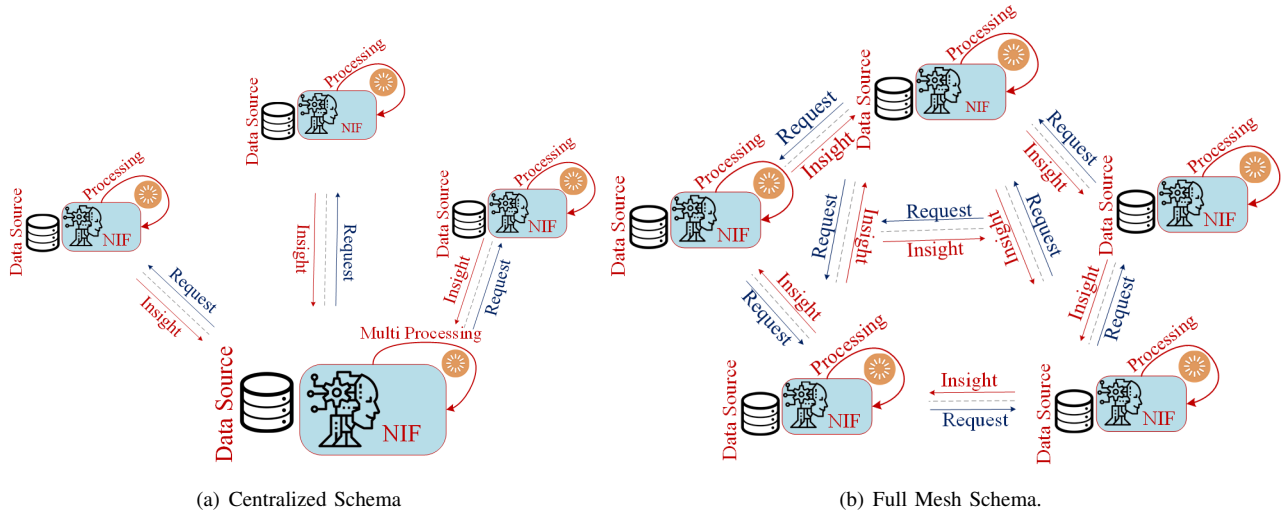 Processing
Data Source
NIF
Processing
Data Source
NIF
Processing
Data Source
NIF
Request
Insight
Insight
Request
Insight
Request
Multi Processing
Data Source
NIF
(a) Centralized Schema
Processing
Data Source
NIF
Request
Insight
Request
Insight
Processing
Data Source
NIF
Processing
Data Source
NIF
Request
Insight
Request
Insight
Insight
Request
Insight
Request
Insight
Request
Processing
Data Source
NIF
Insight
Request
Processing
Data Source
NIF
(b) Full Mesh Schema.